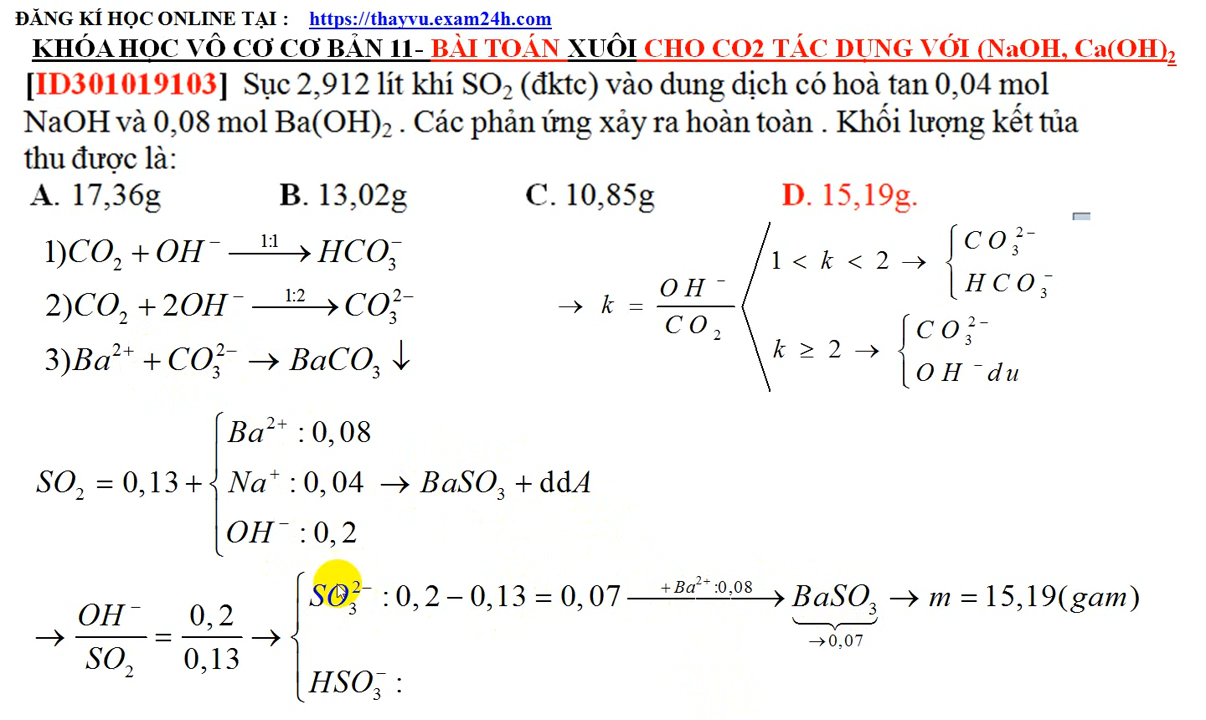 ĐĂNG KÍ HỌC ONLINE TẠI : https://thayvu.exam24h.com
KHÓA HỌC VÔ CƠ CƠ BẢN 11- BÀI TOÁN XUÔI CHO CO2 TÁC DỤNG VỚI (NaOH, Ca(OH)₂
[ID301019103] Sục 2,912 lít khí SO₂ (đktc) vào dung dịch có hoà tan 0,04 mol
NaOH và 0,08 mol Ba(OH)₂ . Các phản ứng xảy ra hoàn toàn . Khối lượng kết tủa
thu được là:
A. 17,36g B. 13,02g C. 10,85g D. 15,19g.
1)CO₂ + OH⁻ —1:1→ HCO₃⁻
2)CO₂ + 2OH⁻ —1:2→ CO₃²⁻
3)Ba²⁺ + CO₃²⁻ → BaCO₃ ↓
→ k = OH⁻ / CO₂
1 < k < 2 → { CO₃²⁻
HCO₃⁻
k ≥ 2 → { CO₃²⁻
OH⁻ du
SO₂ = 0,13 + { Ba²⁺ : 0,08
Na⁺ : 0,04 → BaSO₃ + ddA
OH⁻ : 0,2
→ OH⁻ / SO₂ = 0,2 / 0,13 → { SO₃²⁻ : 0,2 − 0,13 = 0,07 —+Ba²⁺:0,08→ BaSO₃ → m = 15,19(gam)
→0,07
HSO₃⁻ :